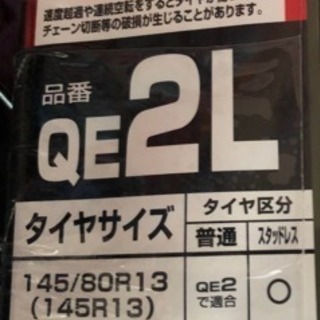 速度超過や連続空転をするとタイヤが
チェーン切断等の破損が生じることがあります。
品番
QE2L
タイヤサイズ
タイヤ区分
普通
スタッドレス
145/80R13
(145R13)
QE2
で適合
○